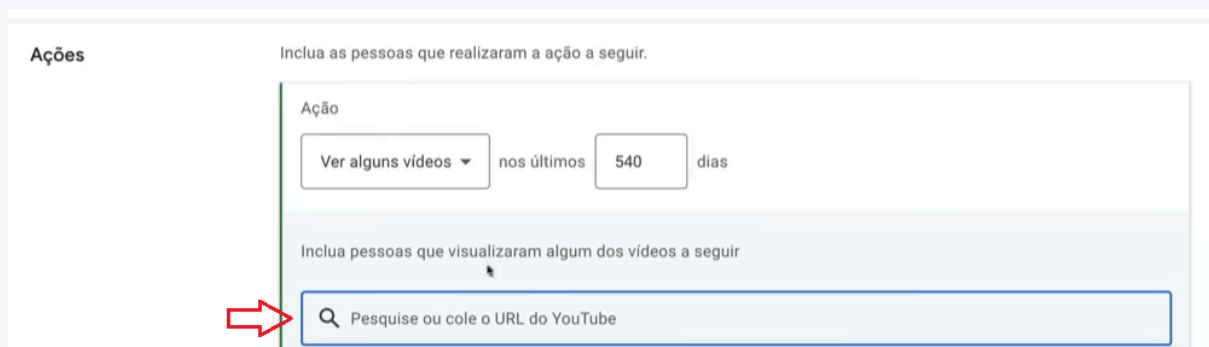 Ações
Inclua as pessoas que realizaram a ação a seguir.
Ação
Ver alguns vídeos nos últimos 540 dias
Inclua pessoas que visualizaram algum dos vídeos a seguir
Pesquise ou cole o URL do YouTube